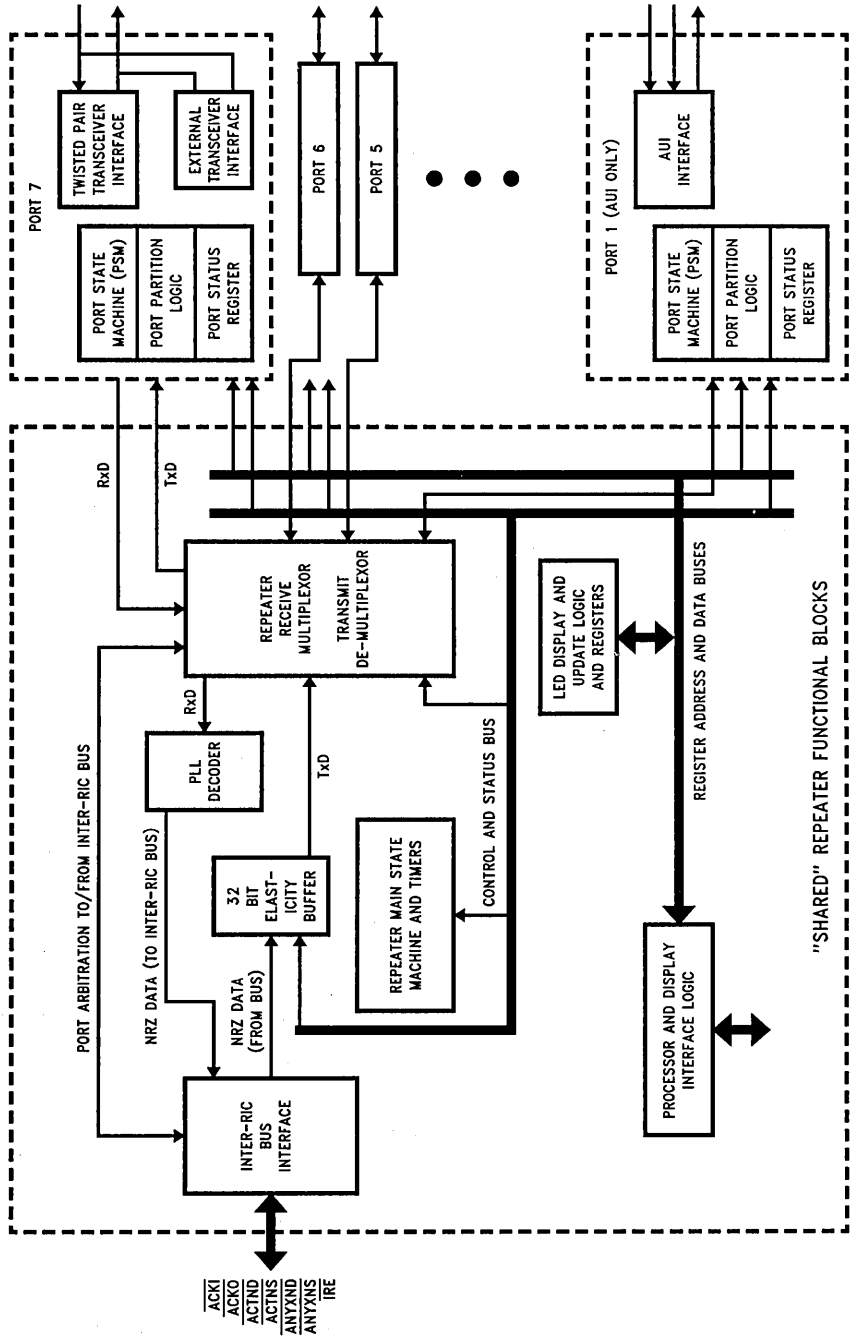 PORT 7
TWISTED PAIR
TRANSCEIVER
INTERFACE
EXTERNAL
TRANSCEIVER
INTERFACE
PORT STATE
MACHINE (PSM)
PORT PARTITION
LOGIC
PORT STATUS
REGISTER
PORT 6
PORT 5
PORT 1 (AUI ONLY)
AUI
INTERFACE
PORT STATE
MACHINE (PSM)
PORT PARTITION
LOGIC
PORT STATUS
REGISTER
RxD
TxD
REPEATER
RECEIVE
MULTIPLEXOR
TRANSMIT
DE-MULTIPLEXOR
PORT ARBITRATION TO/FROM INTER-RIC BUS
RxD
PLL
DECODER
NRZ DATA (TO INTER-RIC BUS)
TxD
32
BIT
ELAST-
ICITY
BUFFER
NRZ DATA
(FROM BUS)
INTER-RIC
BUS
INTERFACE
REPEATER MAIN STATE
MACHINE AND TIMERS
CONTROL AND STATUS BUS
LED DISPLAY AND
UPDATE LOGIC
AND REGISTERS
REGISTER ADDRESS AND DATA BUSES
PROCESSOR AND DISPLAY
INTERFACE LOGIC
"SHARED" REPEATER FUNCTIONAL BLOCKS
ACKI
ACKO
ACTND
ACTNS
ANYXND
ANYXNS
IRE